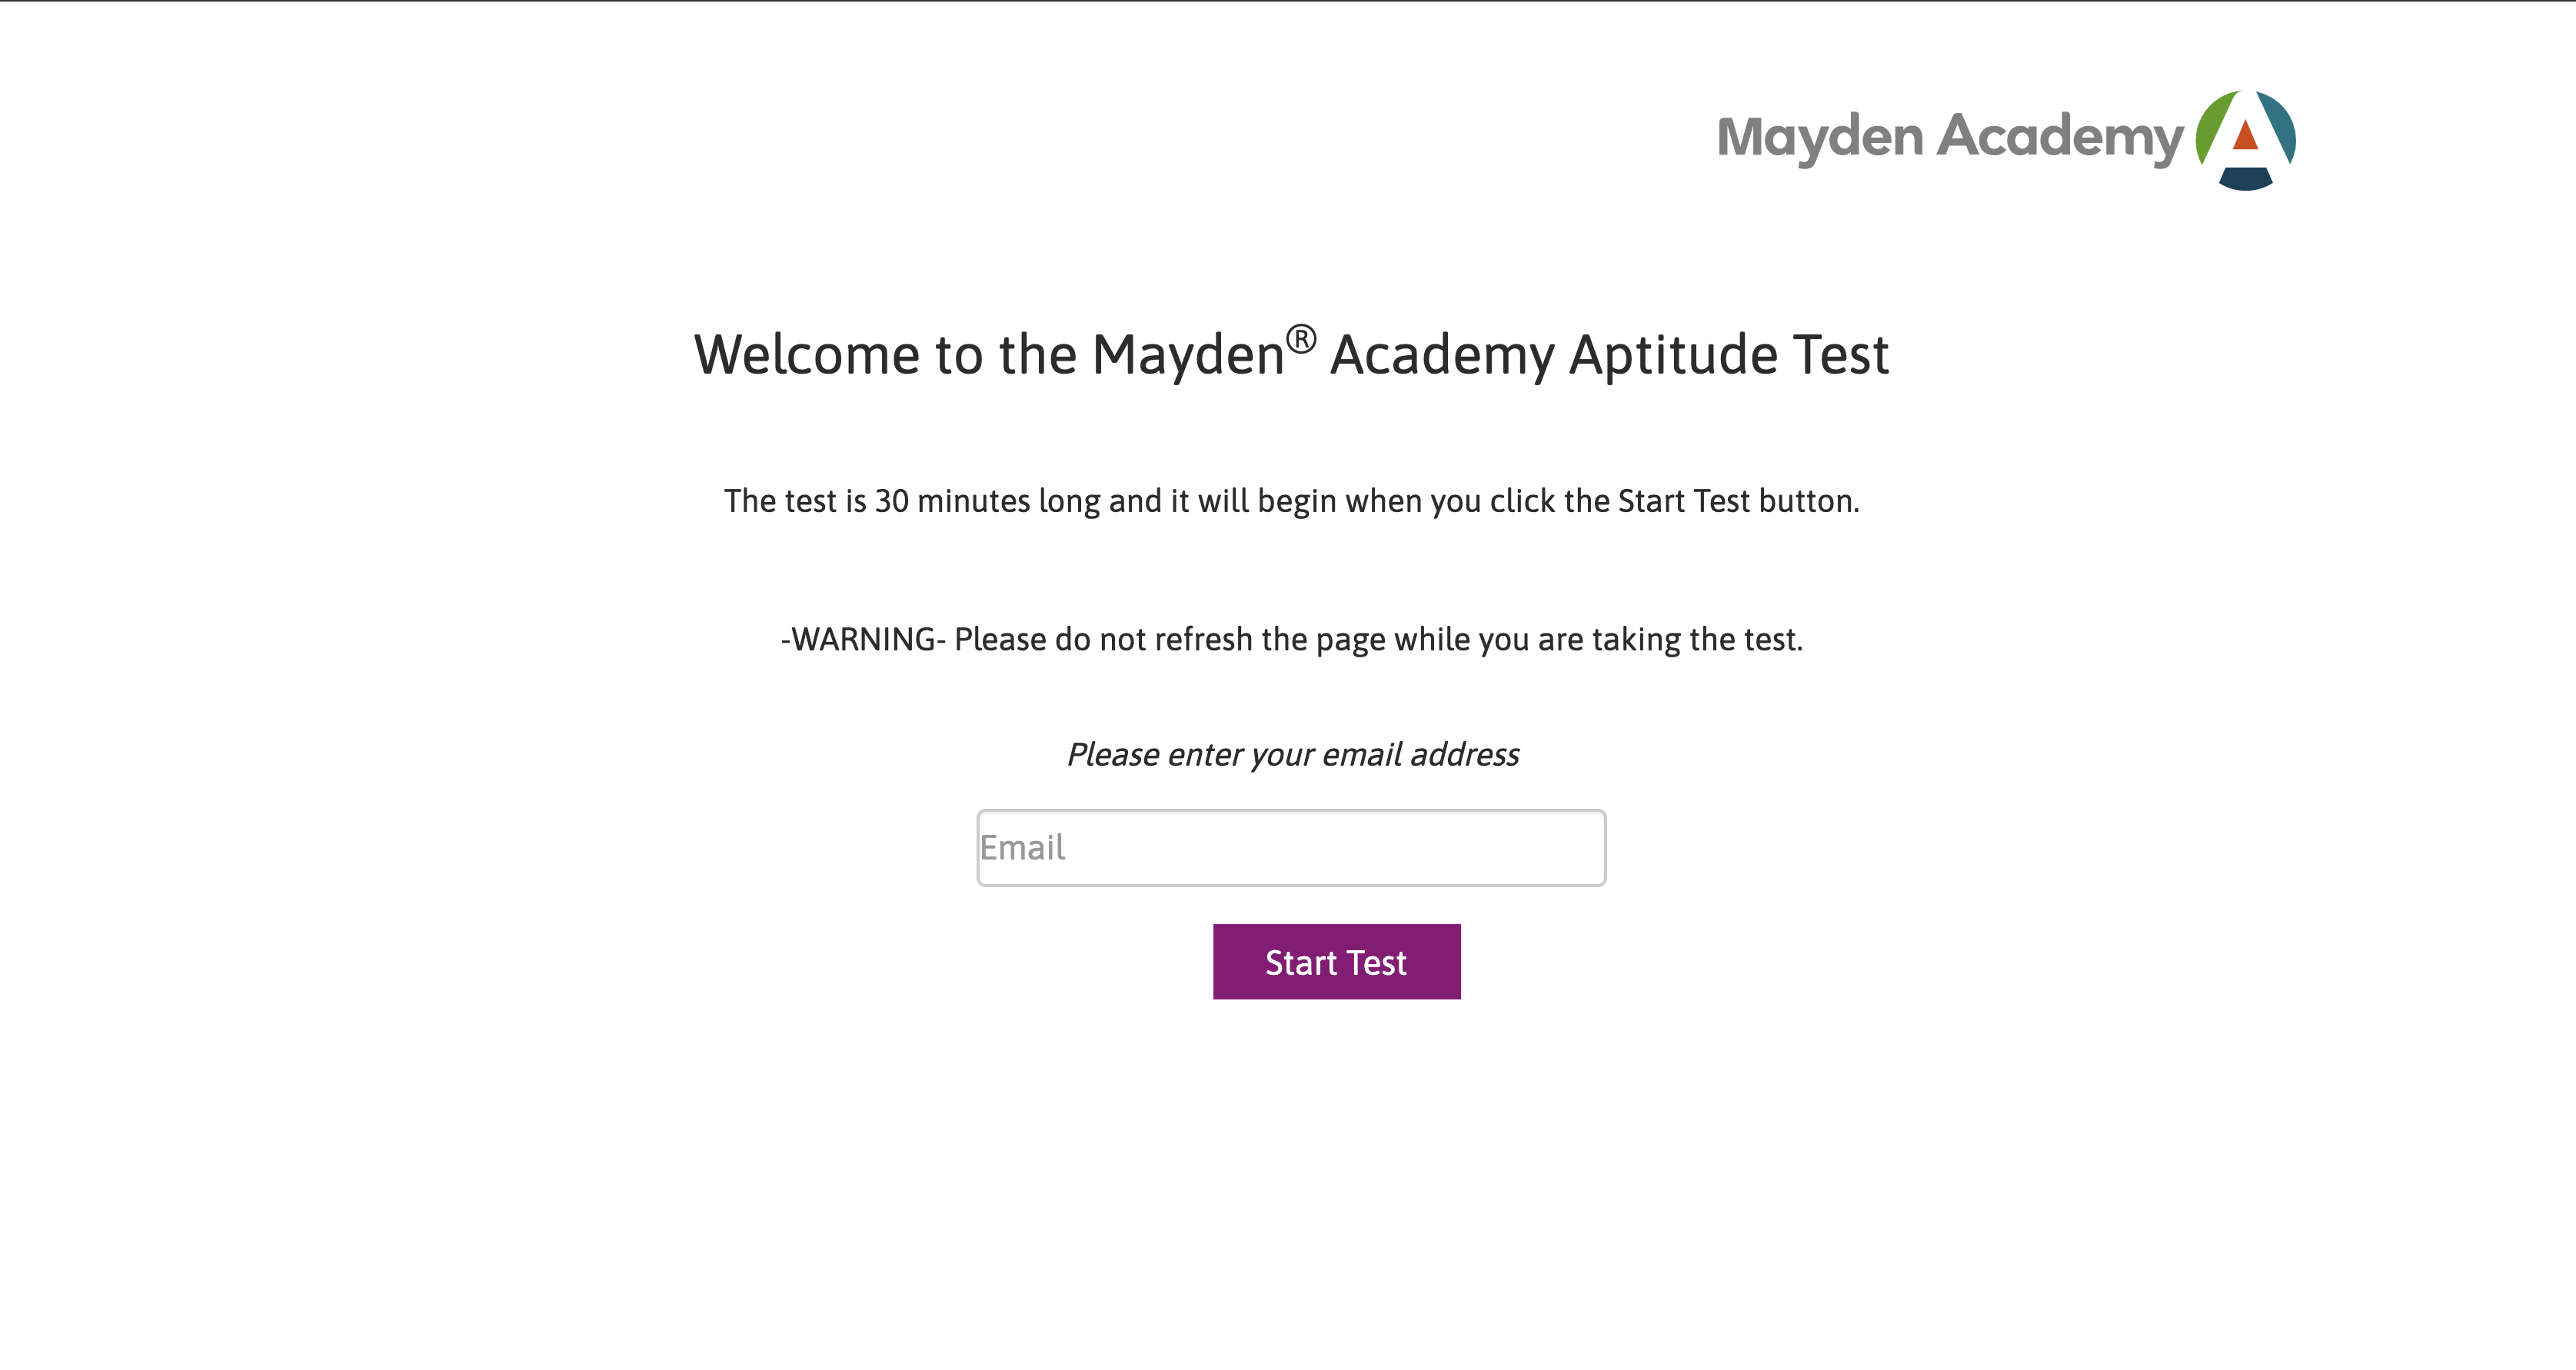 Mayden Academy
Welcome to the Mayden® Academy Aptitude Test
The test is 30 minutes long and it will begin when you click the Start Test button.
-WARNING- Please do not refresh the page while you are taking the test.
Please enter your email address
Email
Start Test